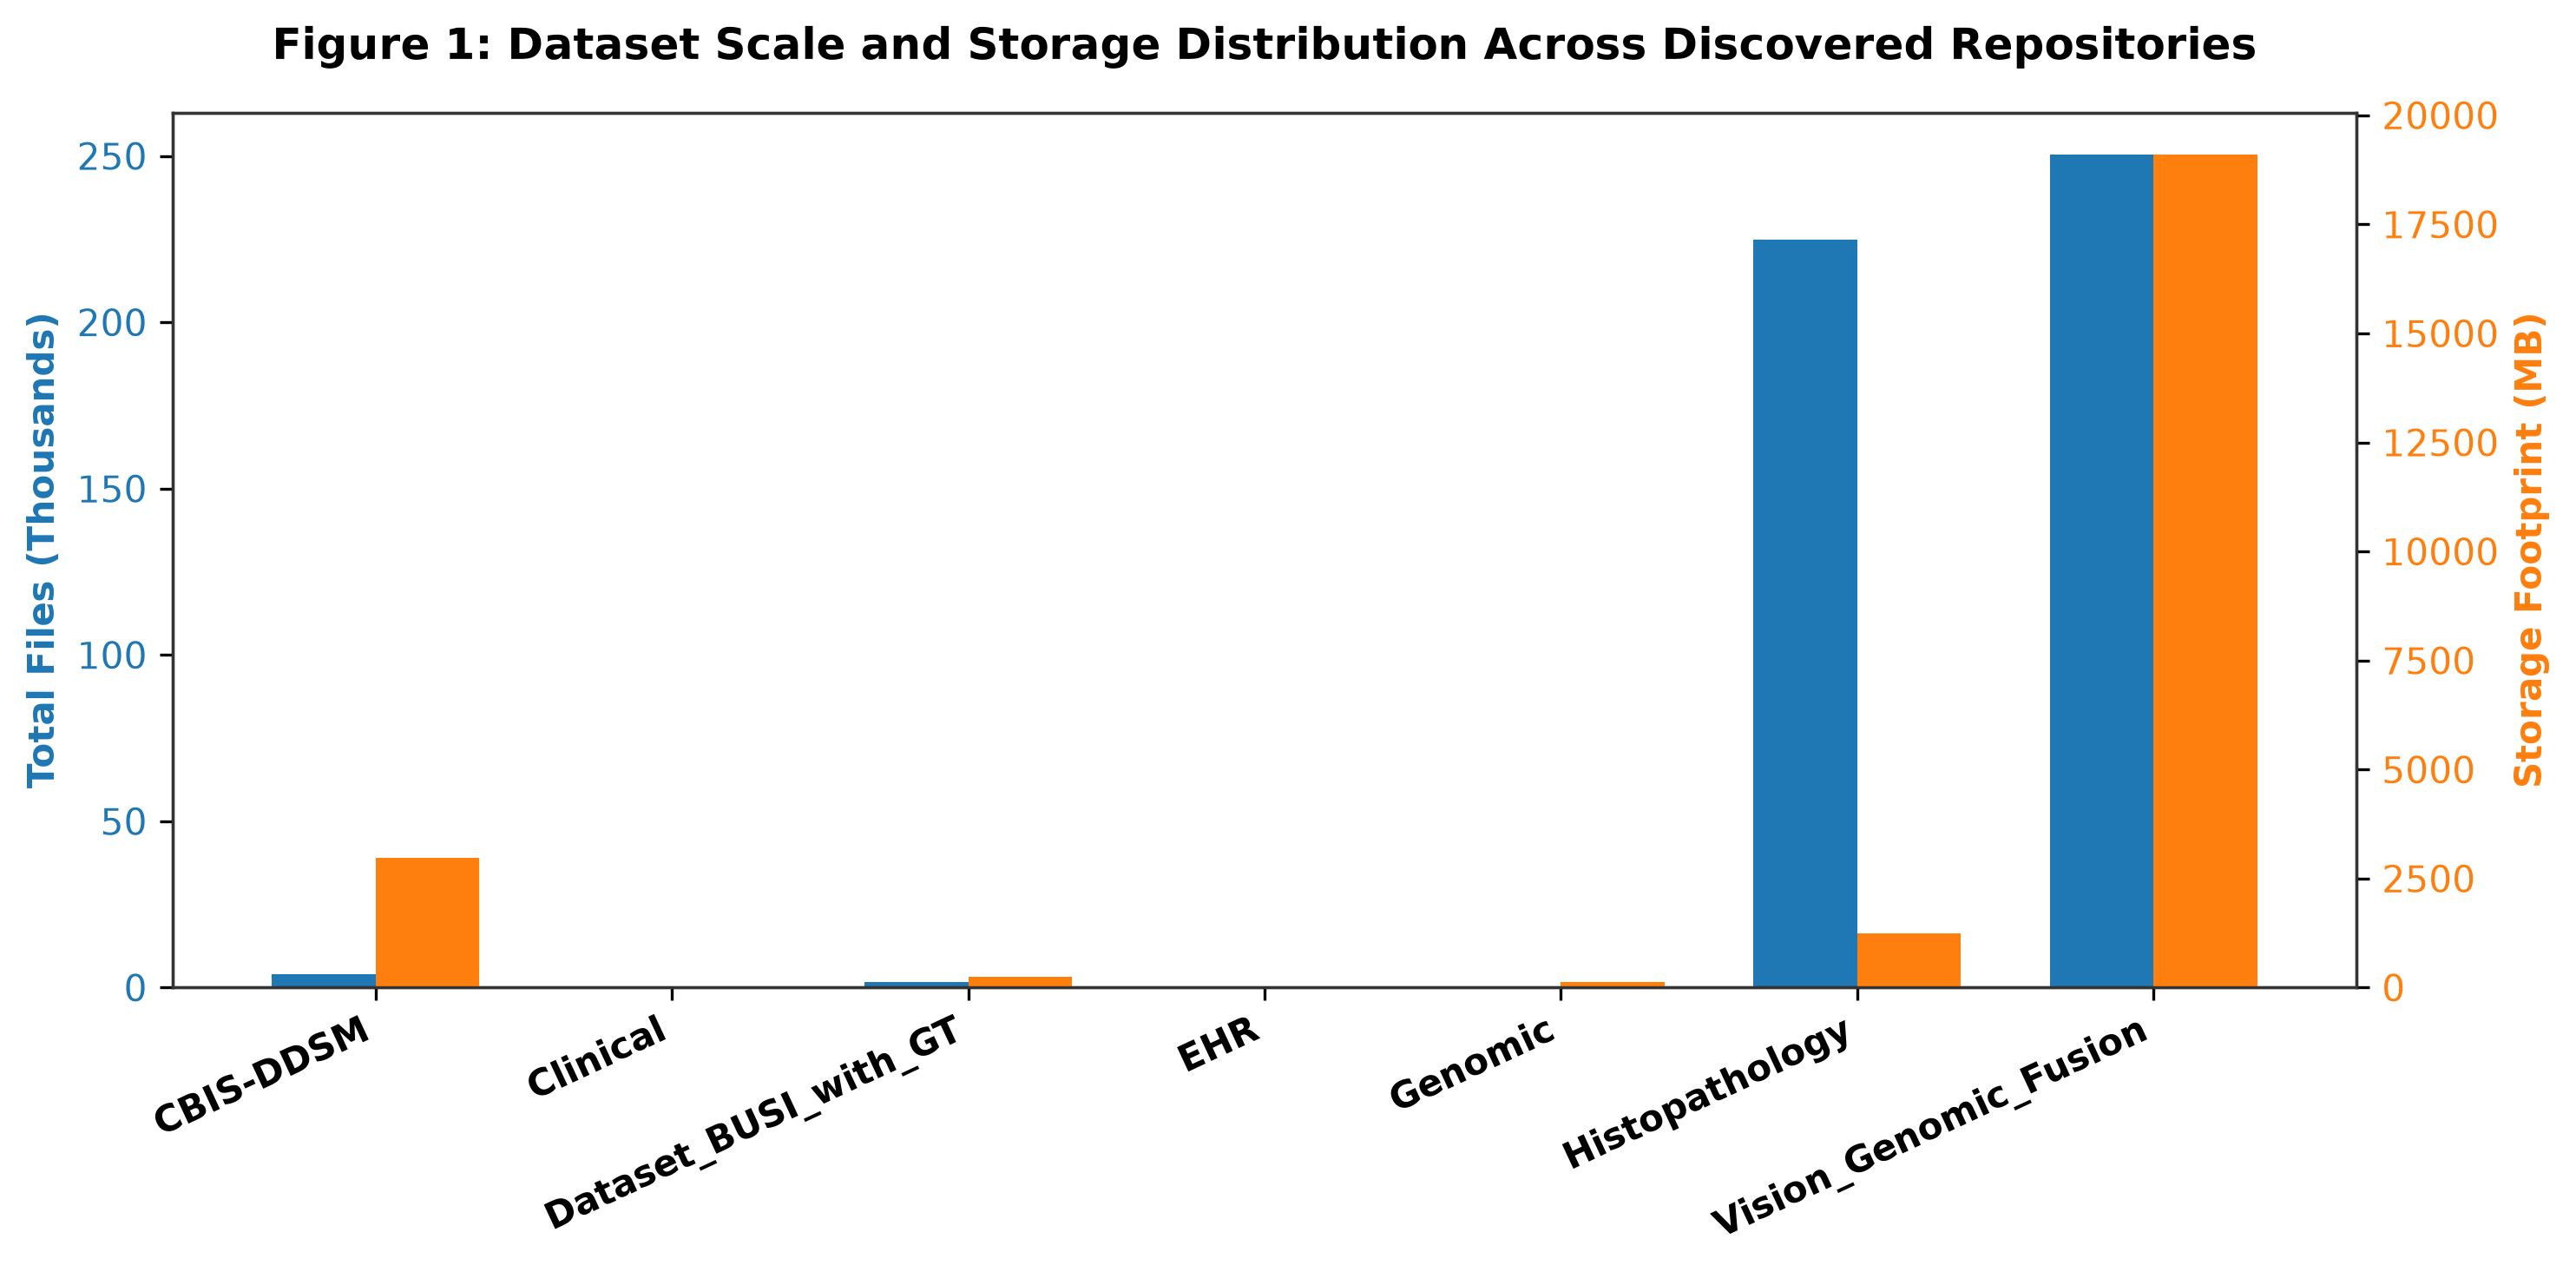 Figure 1: Dataset Scale and Storage Distribution Across Discovered Repositories
Total Files (Thousands)
250
200
150
100
50
0
20000
17500
15000
12500
10000
7500
5000
2500
0
Storage Footprint (MB)
CBIS-DDSM
Clinical
Dataset_BUSI_with_GT
EHR
Genomic
Histopathology
Vision_Genomic_Fusion